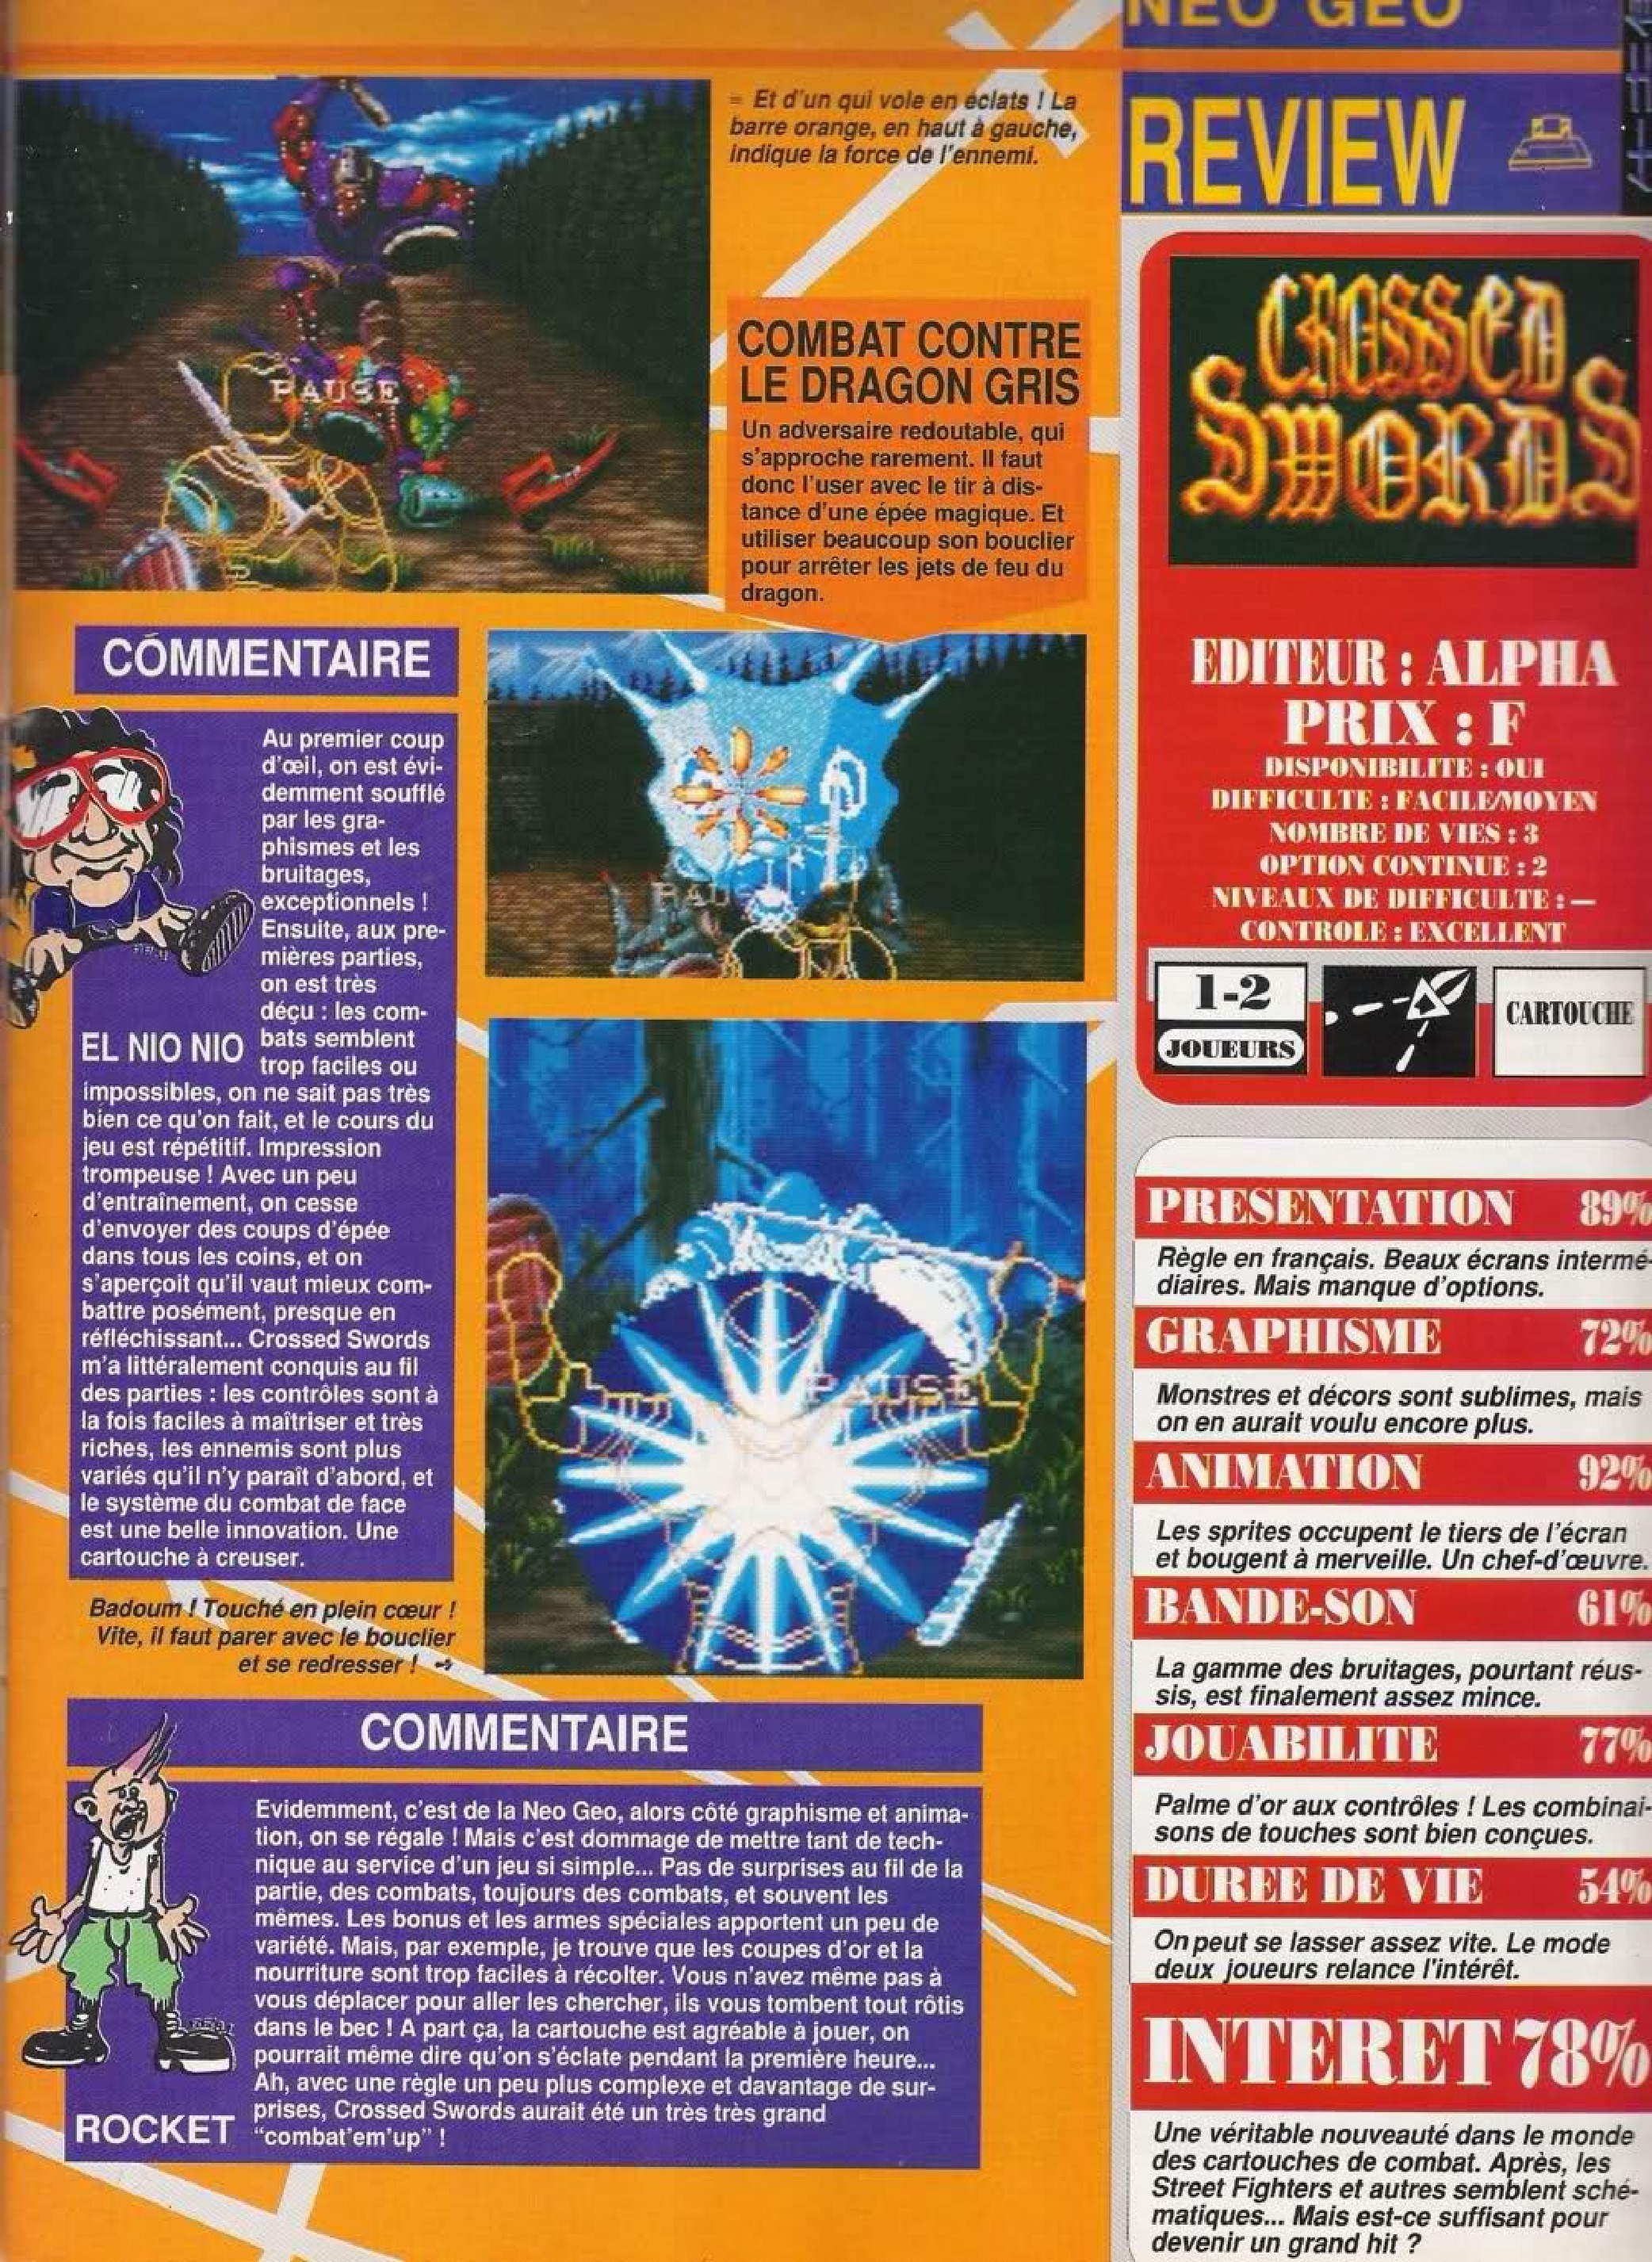 NEO GEO
REVIEW
= Et d'un qui vole en éclats ! La
barre orange, en haut à gauche,
indique la force de l'ennemi.
PAUSE
COMBAT CONTRE
LE DRAGON GRIS
Un adversaire redoutable, qui
s'approche rarement. Il faut
donc l'user avec le tir à dis-
tance d'une épée magique. Et
utiliser beaucoup son bouclier
pour arrêter les jets de feu du
dragon.
COMMENTAIRE
Au premier coup
d'œil, on est évi-
demment soufflé
par les gra-
phismes et les
bruitages,
exceptionnels !
Ensuite, aux pre-
mières parties,
on est très
déçu : les com-
bats semblent
trop faciles ou
EL NIO NIO
impossibles, on ne sait pas très
bien ce qu'on fait, et le cours du
jeu est répétitif. Impression
trompeuse ! Avec un peu
d'entraînement, on cesse
d'envoyer des coups d'épée
dans tous les coins, et on
s'aperçoit qu'il vaut mieux com-
battre posément, presque en
réfléchissant... Crossed Swords
m'a littéralement conquis au fil
des parties : les contrôles sont à
la fois faciles à maîtriser et très
riches, les ennemis sont plus
variés qu'il n'y paraît d'abord, et
le système du combat de face
est une belle innovation. Une
cartouche à creuser.
PAUSE
Badoum ! Touché en plein cœur !
Vite, il faut parer avec le bouclier
et se redresser !
COMMENTAIRE
Evidemment, c'est de la Neo Geo, alors côté graphisme et anima-
tion, on se régale ! Mais c'est dommage de mettre tant de tech-
nique au service d'un jeu si simple... Pas de surprises au fil de la
partie, des combats, toujours des combats, et souvent les
mêmes. Les bonus et les armes spéciales apportent un peu de
variété. Mais, par exemple, je trouve que les coupes d'or et la
nourriture sont trop faciles à récolter. Vous n'avez même pas à
vous déplacer pour aller les chercher, ils vous tombent tout rôtis
dans le bec ! A part ça, la cartouche est agréable à jouer, on
pourrait même dire qu'on s'éclate pendant la première heure...
Ah, avec une règle un peu plus complexe et davantage de sur-
prises, Crossed Swords aurait été un très très grand
"combat'em'up" !
ROCKET
CROSSED
SWORDS
EDITEUR : ALPHA
PRIX : F
DISPONIBILITE : OUI
DIFFICULTE : FACILE/MOYEN
NOMBRE DE VIES : 3
OPTION CONTINUE : 2
NIVEAUX DE DIFFICULTE : —
CONTROLE : EXCELLENT
1-2
JOUEURS
CARTOUCHE
PRESENTATION 89%
Règle en français. Beaux écrans intermé-
diaires. Mais manque d'options.
GRAPHISME 72%
Monstres et décors sont sublimes, mais
on en aurait voulu encore plus.
ANIMATION 92%
Les sprites occupent le tiers de l'écran
et bougent à merveille. Un chef-d'œuvre.
BANDE-SON 61%
La gamme des bruitages, pourtant réus-
sis, est finalement assez mince.
JOUABILITE 77%
Palme d'or aux contrôles ! Les combinai-
sons de touches sont bien conçues.
DUREE DE VIE 54%
On peut se lasser assez vite. Le mode
deux joueurs relance l'intérêt.
INTERET 78%
Une véritable nouveauté dans le monde
des cartouches de combat. Après, les
Street Fighters et autres semblent sché-
matiques... Mais est-ce suffisant pour
devenir un grand hit ?